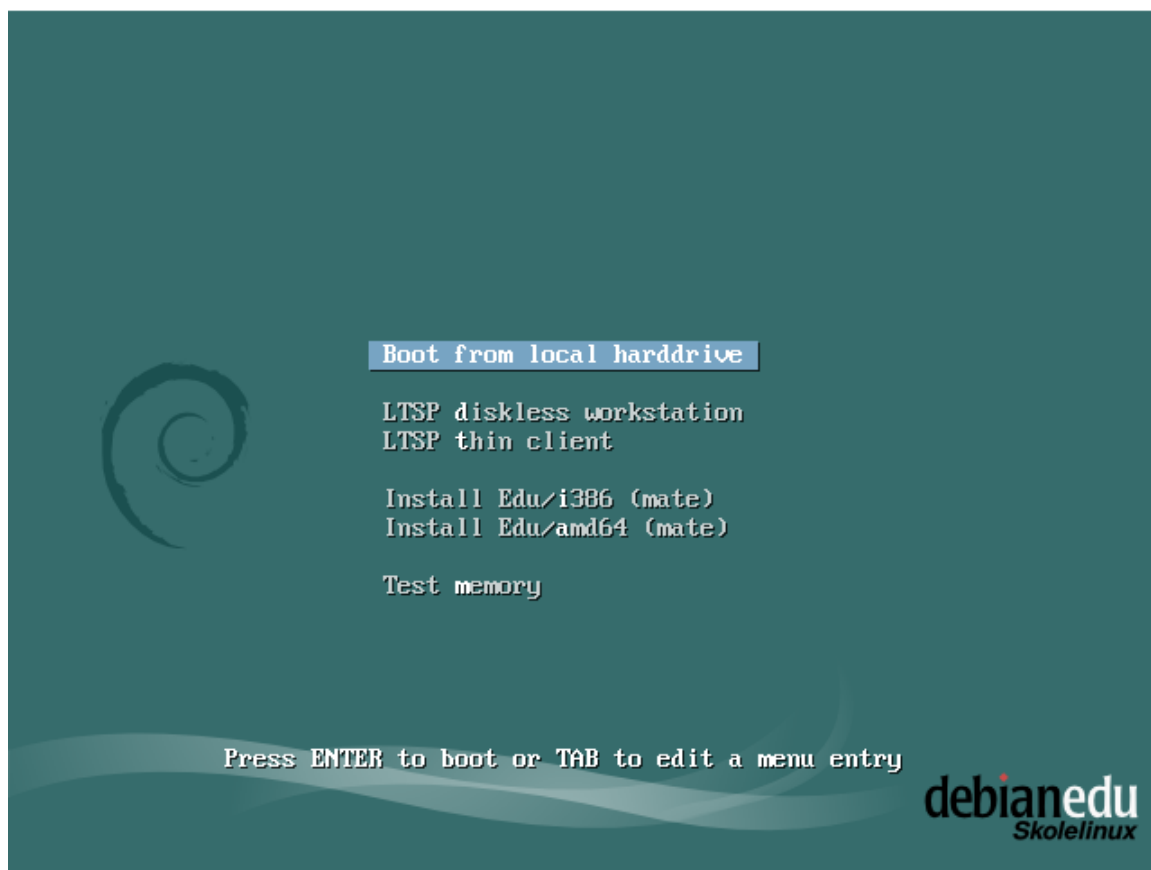 Boot from local harddrive
LTSP diskless workstation
LTSP thin client
Install Edu/i386 (mate)
Install Edu/amd64 (mate)
Test memory
Press ENTER to boot or TAB to edit a menu entry
debianedu
Skolelinux